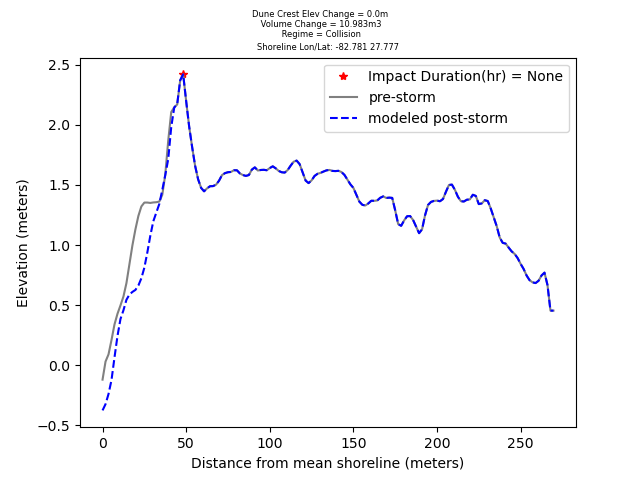 Dune Crest Elev Change = 0.0m
Volume Change = 10.983m3
Regime = Collision
Shoreline Lon/Lat: -82.781 27.777
Impact Duration(hr) = None
pre-storm
modeled post-storm
2.5
2.0
1.5
1.0
0.5
0.0
−0.5
Elevation (meters)
0 50 100 150 200 250
Distance from mean shoreline (meters)